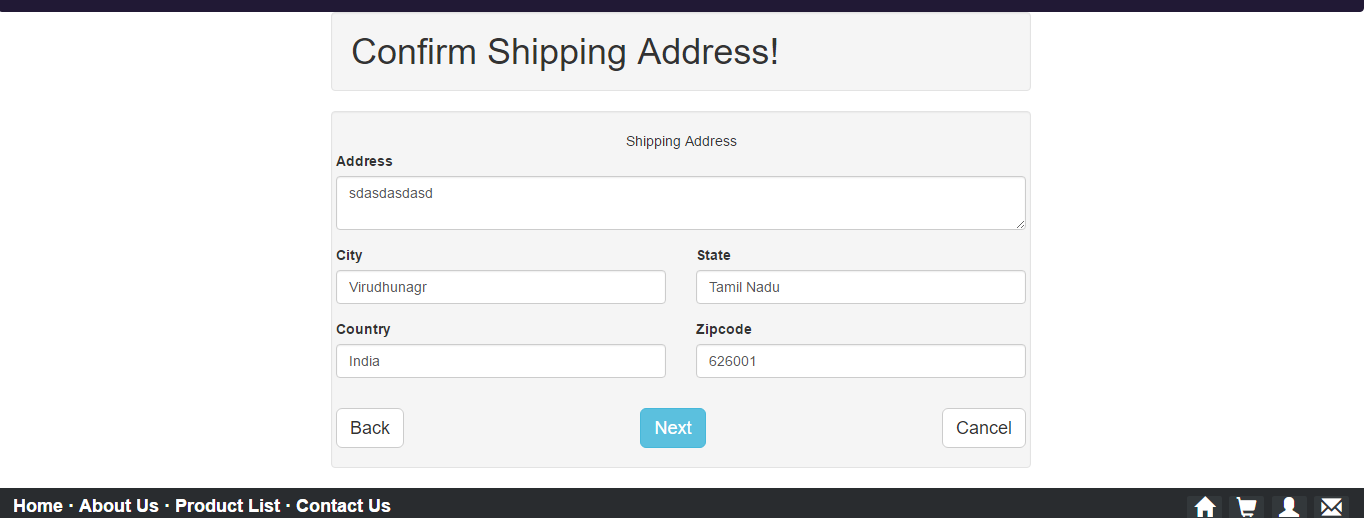 Confirm Shipping Address!
Shipping Address
Address
sdasdasdasd
City State
Virudhunagr Tamil Nadu
Country Zipcode
India 626001
Back Next Cancel
Home · About Us · Product List · Contact Us